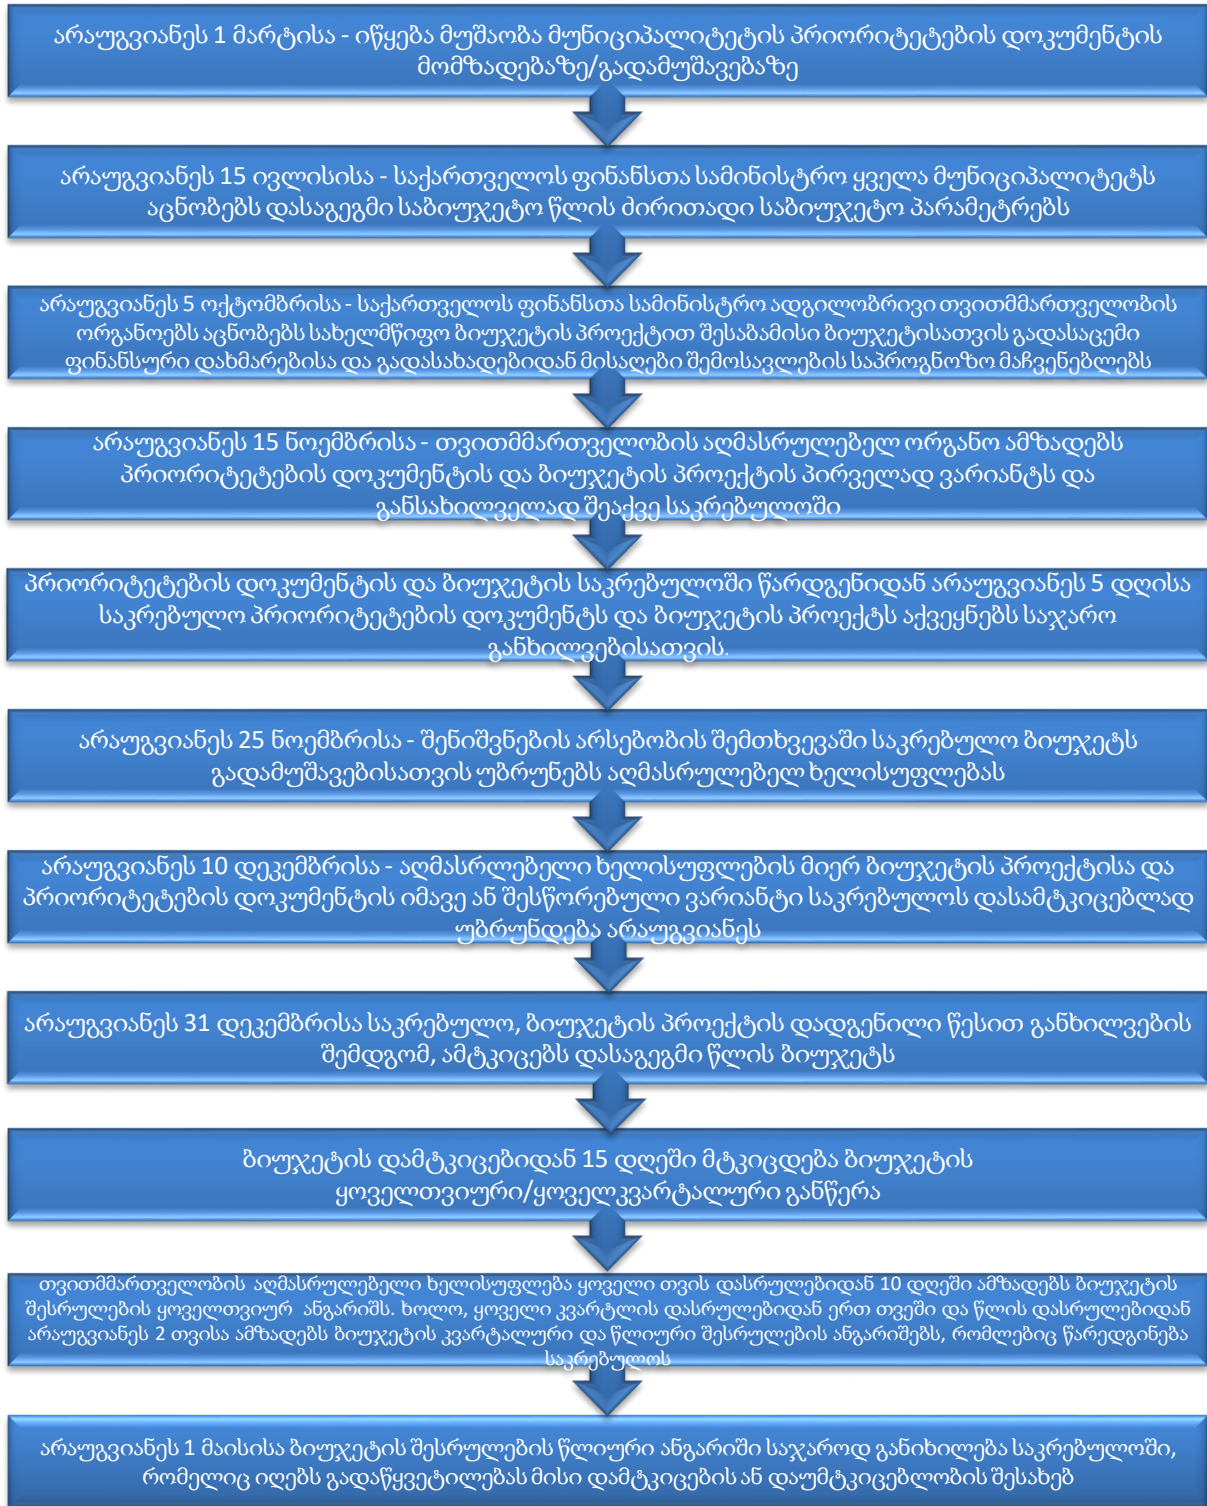 არაუგვიანეს 1 მარტისა - იწყება მუშაობა მუნიციპალიტეტის პრიორიტეტების დოკუმენტის
მომზადებაზე/გადამუშავებაზე
არაუგვიანეს 15 ივლისისა - საქართველოს ფინანსთა სამინისტრო ყველა მუნიციპალიტეტს
აცნობებს დასაგეგმი საბიუჯეტო წლის ძირითადი საბიუჯეტო პარამეტრებს
არაუგვიანეს 5 ოქტომბრისა - საქართველოს ფინანსთა სამინისტრო ადგილობრივი თვითმმართველობის
ორგანოებს აცნობებს სახელმწიფო ბიუჯეტის პროექტით შესაბამისი ბიუჯეტისათვის გადასაცემი
ფინანსური დახმარებისა და გადასახადებიდან მისაღები შემოსავლების საპროგნოზო მაჩვენებლებს
არაუგვიანეს 15 ნოემბრისა - თვითმმართველობის აღმასრულებელ ორგანო ამზადებს
პრიორიტეტების დოკუმენტის და ბიუჯეტის პროექტის პირველად ვარიანტს და
განსახილველად შეაქვე საკრებულოში
პრიორიტეტების დოკუმენტის და ბიუჯეტის საკრებულოში წარდგენიდან არაუგვიანეს 5 დღისა
საკრებულო პრიორიტეტების დოკუმენტს და ბიუჯეტის პროექტს აქვეყნებს საჯარო
განხილვებისათვის.
არაუგვიანეს 25 ნოემბრისა - შენიშვნების არსებობის შემთხვევაში საკრებულო ბიუჯეტს
გადამუშავებისათვის უბრუნებს აღმასრულებელ ხელისუფლებას
არაუგვიანეს 10 დეკემბრისა - აღმასრლებელი ხელისუფლების მიერ ბიუჯეტის პროექტისა და
პრიორიტეტების დოკუმენტის იმავე ან შესწორებული ვარიანტი საკრებულოს დასამტკიცებლად
უბრუნდება არაუგვიანეს
არაუგვიანეს 31 დეკემბრისა საკრებულო, ბიუჯეტის პროექტის დადგენილი წესით განხილვების
შემდგომ, ამტკიცებს დასაგეგმი წლის ბიუჯეტს
ბიუჯეტის დამტკიცებიდან 15 დღეში მტკიცდება ბიუჯეტის
ყოველთვიური/ყოველკვარტალური განწერა
თვითმმართველობის აღმასრულებელი ხელისუფლება ყოველი თვის დასრულებიდან 10 დღეში ამზადებს ბიუჯეტის
შესრულების ყოველთვიურ ანგარიშს. ხოლო, ყოველი კვარტლის დასრულებიდან ერთ თვეში და წლის დასრულებიდან
არაუგვიანეს 2 თვისა ამზადებს ბიუჯეტის კვარტალური და წლიური შესრულების ანგარიშებს, რომლებიც წარედგინება
საკრებულოს
არაუგვიანეს 1 მაისისა ბიუჯეტის შესრულების წლიური ანგარიში საჯაროდ განიხილება საკრებულოში,
რომელიც იღებს გადაწყვეტილებას მისი დამტკიცების ან დაუმტკიცებლობის შესახებ